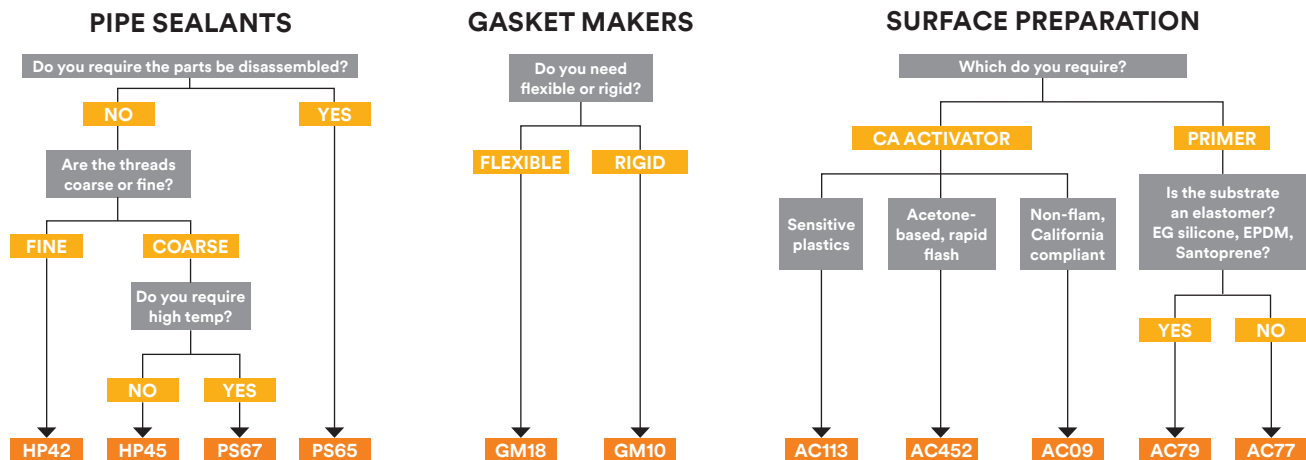 PIPE SEALANTS
Do you require the parts be disassembled?
NO
YES
Are the threads
coarse or fine?
FINE
COARSE
Do you require
high temp?
NO
YES
HP42
HP45
PS67
PS65
GASKET MAKERS
Do you need
flexible or rigid?
FLEXIBLE
RIGID
GM18
GM10
SURFACE PREPARATION
Which do you require?
CA ACTIVATOR
PRIMER
Sensitive
plastics
Acetone-
based, rapid
flash
Non-flam,
California
compliant
Is the substrate
an elastomer?
EG silicone, EPDM,
Santoprene?
YES
NO
AC113
AC452
AC09
AC79
AC77